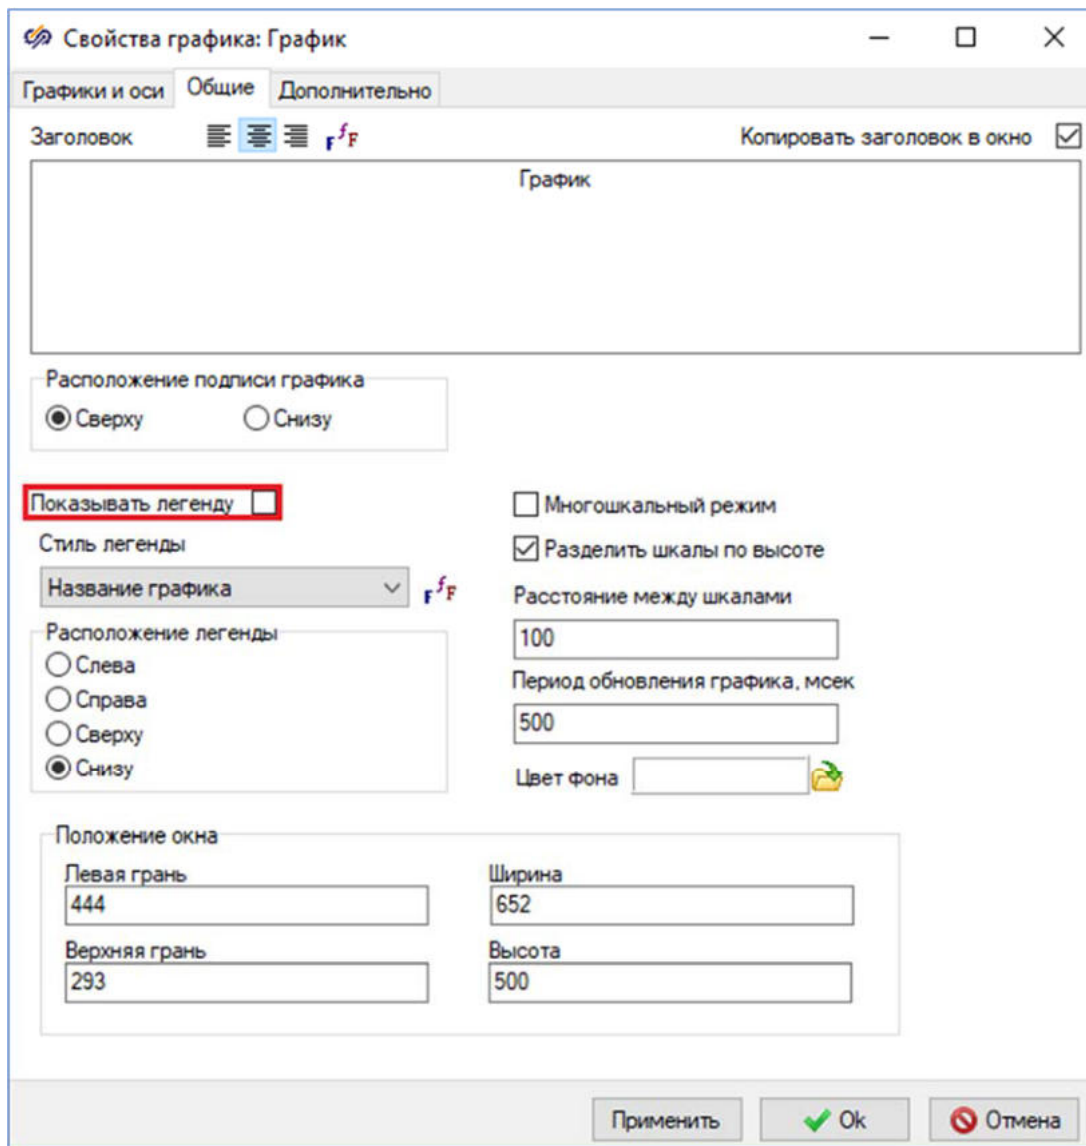 Свойства графика: График
Графики и оси Общие Дополнительно
Заголовок FfF Копировать заголовок в окно
График
Расположение подписи графика
Сверху Снизу
Показывать легенду Многошкальный режим
Стиль легенды Разделить шкалы по высоте
Название графика FfF Расстояние между шкалами
Расположение легенды 100
Слева
Справа Период обновления графика, мсек
Сверху 500
Снизу Цвет фона
Положение окна
Левая грань Ширина
444 652
Верхняя грань Высота
293 500
Применить Ok Отмена